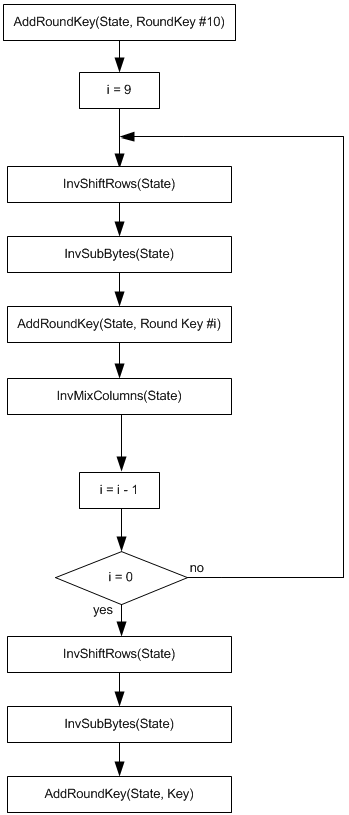 AddRoundKey(State, RoundKey #10)
i = 9
InvShiftRows(State)
InvSubBytes(State)
AddRoundKey(State, Round Key #i)
InvMixColumns(State)
i = i - 1
i = 0
no
yes
InvShiftRows(State)
InvSubBytes(State)
AddRoundKey(State, Key)